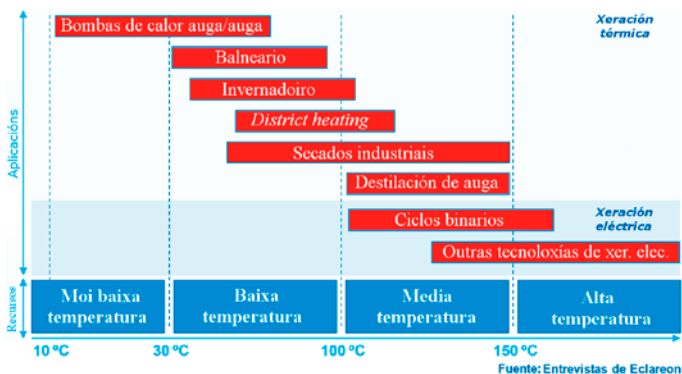 Xeración
térmica
Bombas de calor auga/auga
Balneario
Invernadoiro
District heating
Secados industriais
Destilación de auga
Ciclos binarios
Xeración
eléctrica
Outras tecnoloxías de xer. elec.
Aplicacións
Recursos
Moi baixa
temperatura
Baixa
temperatura
Media
temperatura
Alta
temperatura
10 ºC
30 ºC
100 ºC
150 ºC
Fuente: Entrevistas de Eclareon